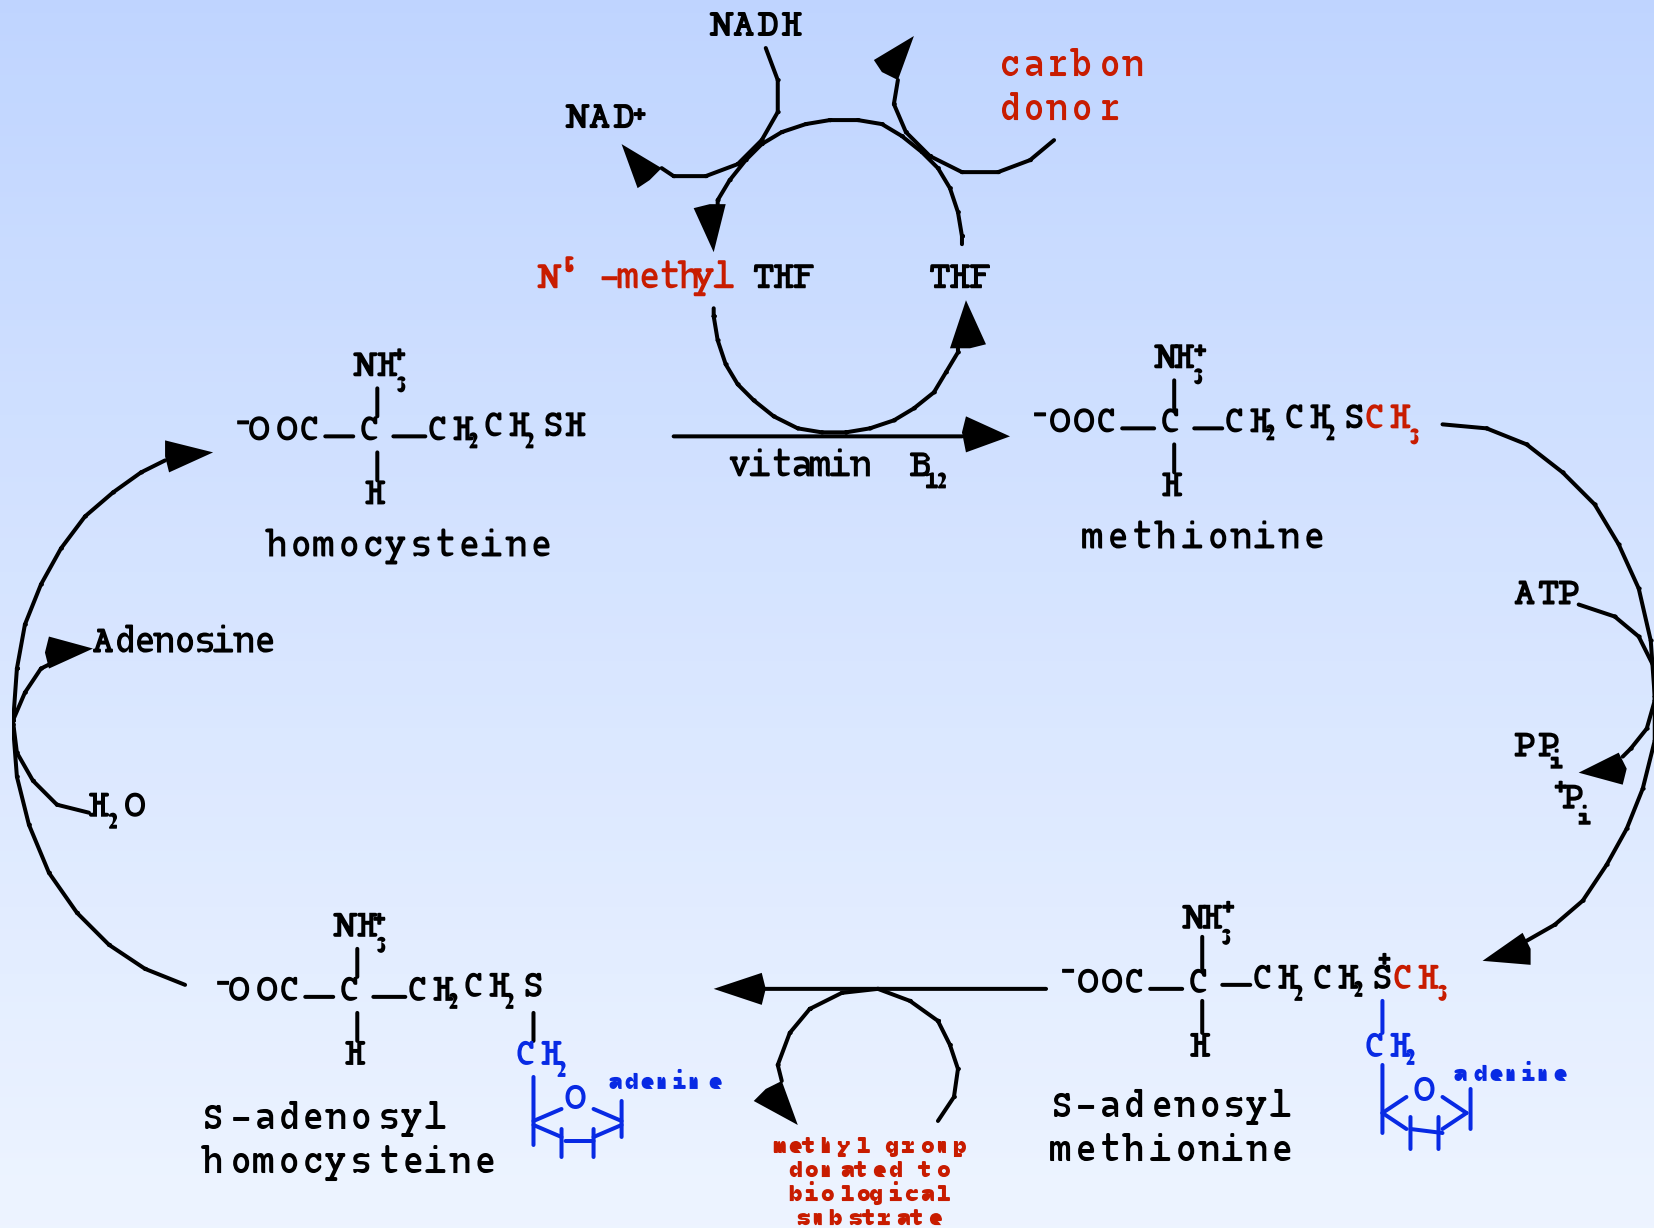 NADH
carbon
donor
NAD+
N5 -methyl THF
THF
NH3+
-OOC—C—CH2CH2SH
H
homocysteine
vitamin B12
NH3+
-OOC—C—CH2CH2SCH3
H
methionine
ATP
Adenosine
PPi
+Pi
H2O
NH3+
-OOC—C—CH2CH2S
H
CH2
O
adenine
S-adenosyl
homocysteine
NH3+
-OOC—C—CH2CH2S+CH3
H
CH2
O
adenine
S-adenosyl
methionine
methyl group
donated to
biological
substrate